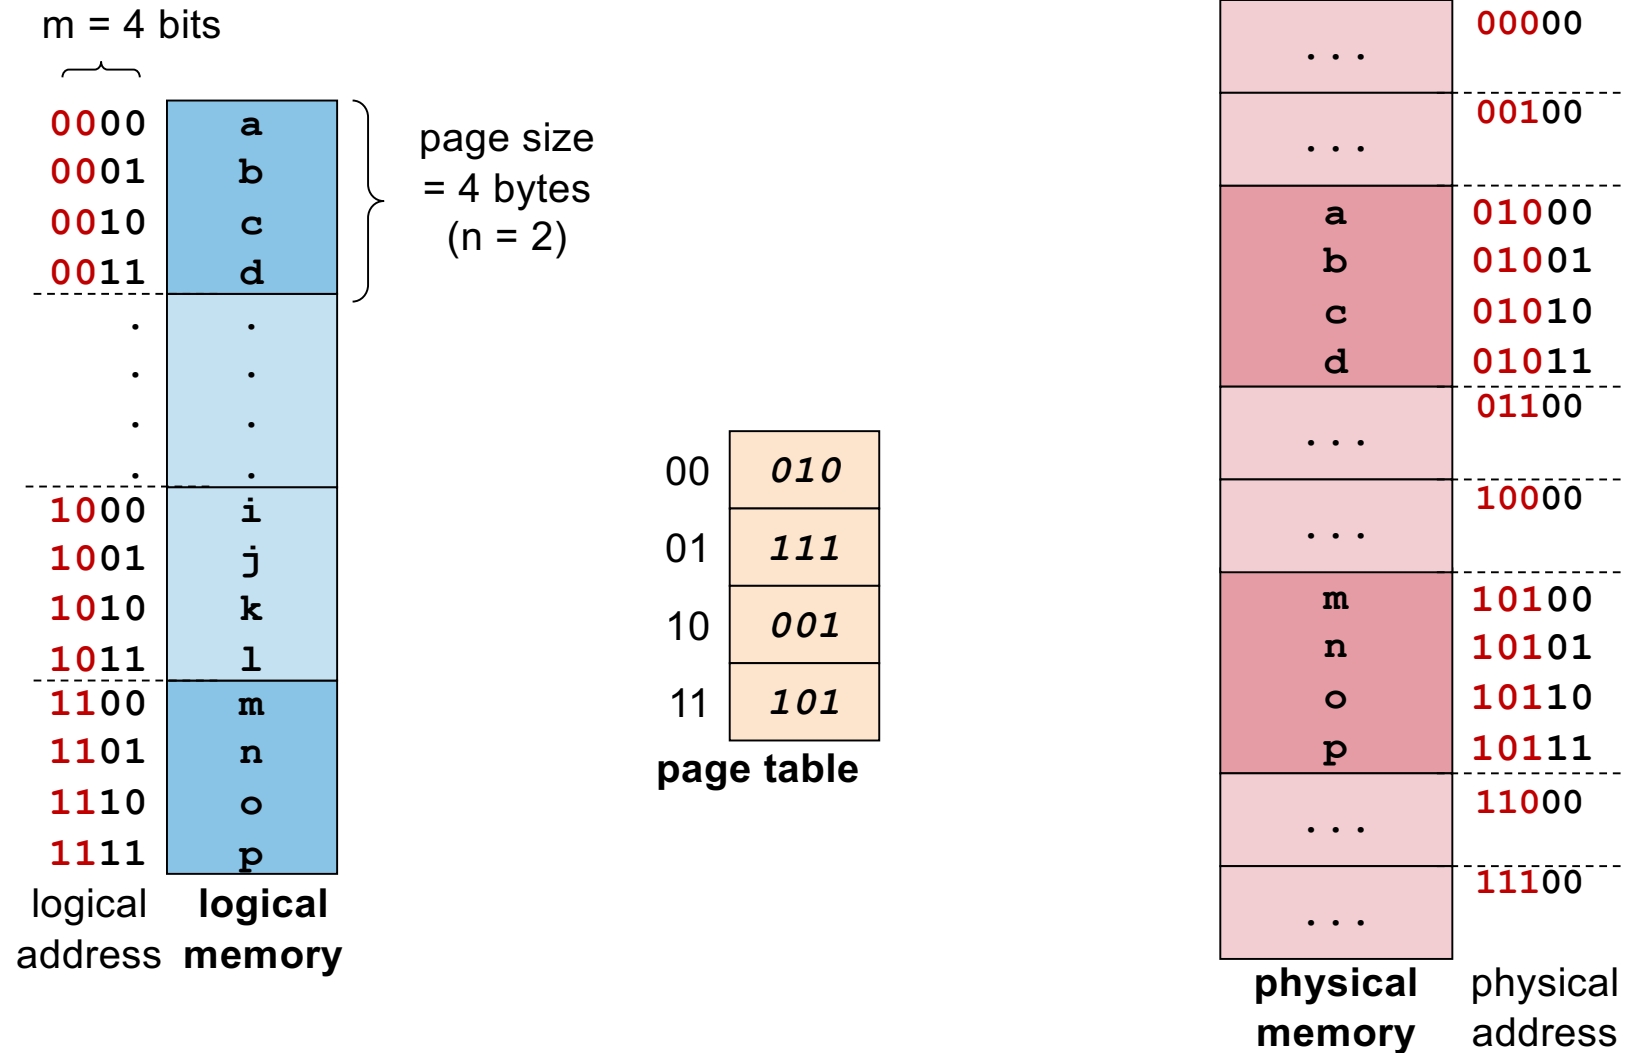 m = 4 bits
0000 a
0001 b
0010 c
0011 d
page size
= 4 bytes
(n = 2)
. .
. .
. .
. .
1000 i
1001 j
1010 k
1011 l
1100 m
1101 n
1110 o
1111 p
logical
address
logical
memory
00 010
01 111
10 001
11 101
page table
... 00000
... 00100
a 01000
b 01001
c 01010
d 01011
... 01100
... 10000
m 10100
n 10101
o 10110
p 10111
... 11000
... 11100
physical
memory
physical
address